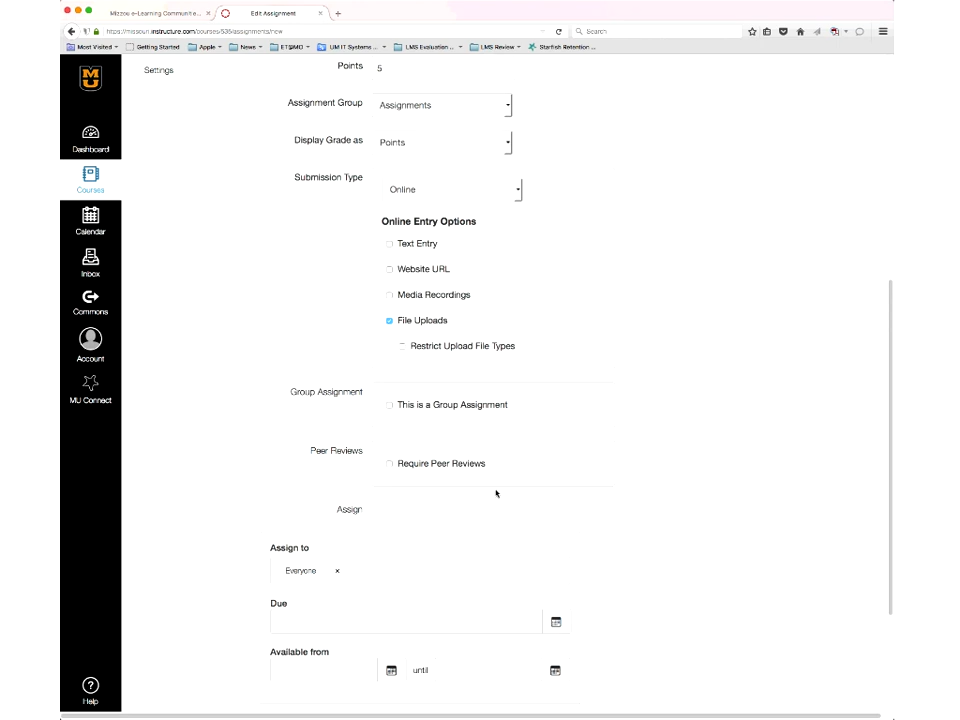 Mizzou e-Learning Communitie... ×
Edit Assignment ×
+
https://missouri.instructure.com/courses/536/assignments/new
Search
Most Visited
Getting Started
Apple
News
ET@MO
UM IT Systems ...
LMS Evaluation ...
LMS Review
Starfish Retention ...
Settings
Points 5
Assignment Group Assignments
Display Grade as Points
Submission Type Online
Online Entry Options
Text Entry
Website URL
Media Recordings
File Uploads
Restrict Upload File Types
Group Assignment
This is a Group Assignment
Peer Reviews
Require Peer Reviews
Assign
Assign to
Everyone ×
Due
Available from
until
MU
Dashboard
Courses
Calendar
Inbox
Commons
Account
MU Connect
Help